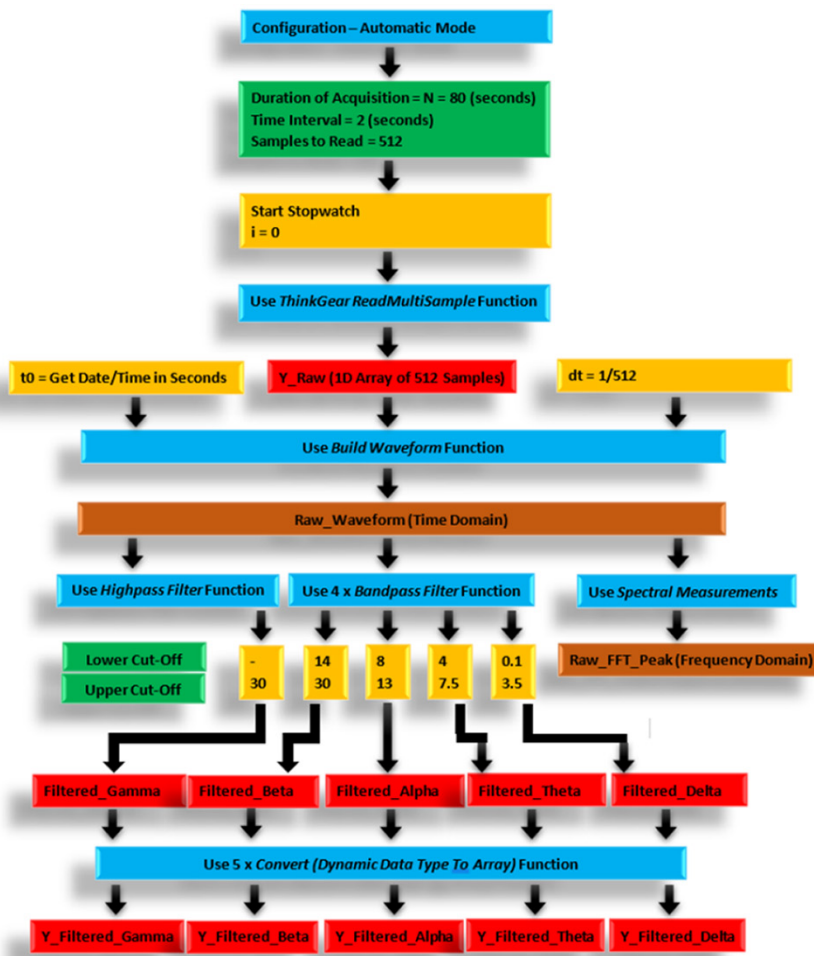 Configuration – Automatic Mode
Duration of Acquisition = N = 80 (seconds)
Time Interval = 2 (seconds)
Samples to Read = 512
Start Stopwatch
i = 0
Use ThinkGear ReadMultiSample Function
t0 = Get Date/Time in Seconds
Y_Raw (1D Array of 512 Samples)
dt = 1/512
Use Build Waveform Function
Raw_Waveform (Time Domain)
Use Highpass Filter Function
Use 4 x Bandpass Filter Function
Use Spectral Measurements
Lower Cut-Off
-
14
8
4
0.1
Raw_FFT_Peak (Frequency Domain)
Upper Cut-Off
30
30
13
7.5
3.5
Filtered_Gamma
Filtered_Beta
Filtered_Alpha
Filtered_Theta
Filtered_Delta
Use 5 x Convert (Dynamic Data Type To Array) Function
Y_Filtered_Gamma
Y_Filtered_Beta
Y_Filtered_Alpha
Y_Filtered_Theta
Y_Filtered_Delta